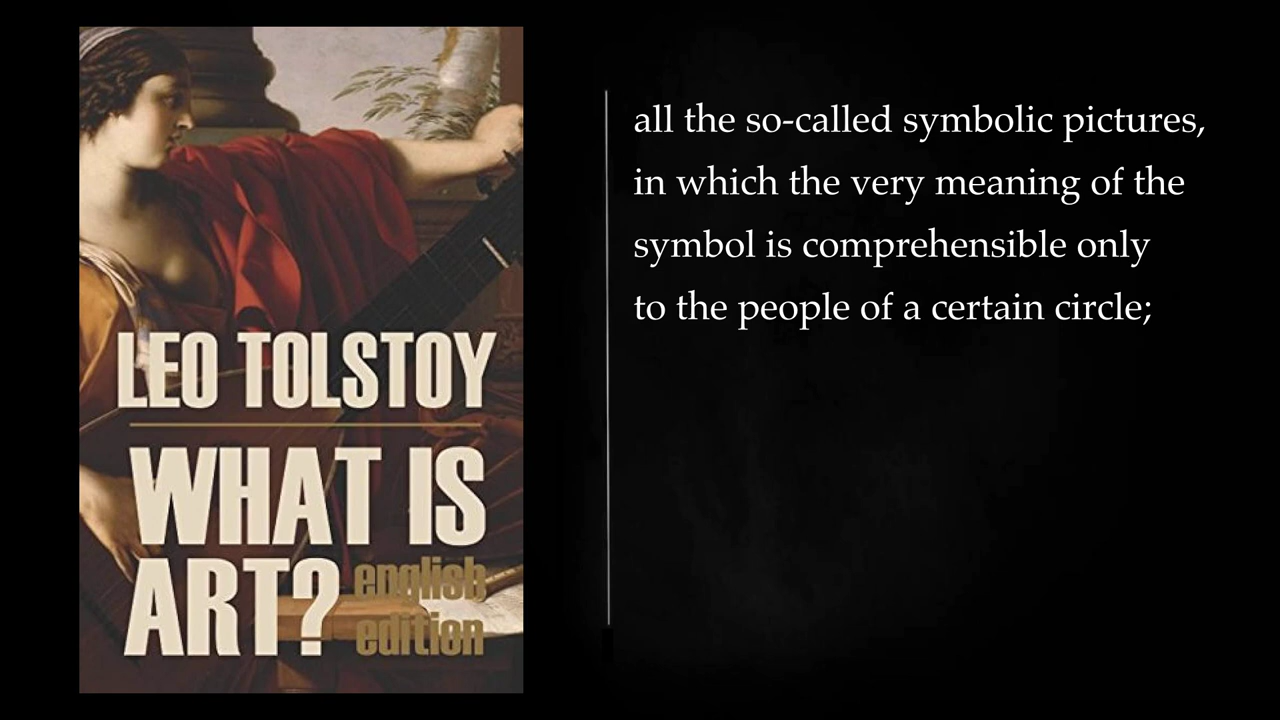 LEO TOLSTOY
WHAT IS
ART?
english
edition
all the so-called symbolic pictures,
in which the very meaning of the
symbol is comprehensible only
to the people of a certain circle;